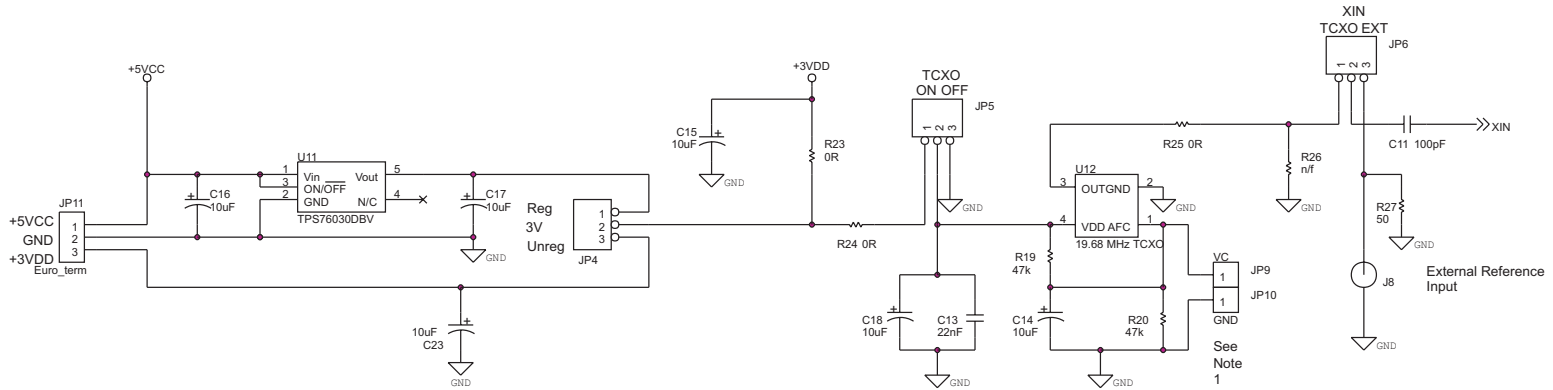 XIN
TCXO EXT
JP6
1 2 3
+5VCC
+3VDD
TCXO
ON OFF
JP5
1 2 3
C15
10uF
GND
R23
0R
R25 0R
C11 100pF
XIN
R26
n/f
GND
U11
1 Vin Vout 5
3 ON/OFF
2 GND N/C 4
TPS76030DBV
C16
10uF
C17
10uF
GND
JP11
+5VCC 1
GND 2
+3VDD 3
Euro_term
Reg 1
3V 2
Unreg 3
JP4
R24 0R
GND
U12
3 OUT GND 2
4 VDD AFC 1
19.68 MHz TCXO
GND
R27
50
GND
R19
47k
VC
1 JP9
1 JP10
GND
See
Note
1
J8
External Reference
Input
GND
10uF
C23
GND
C18
10uF
C13
22nF
GND
C14
10uF
R20
47k
GND